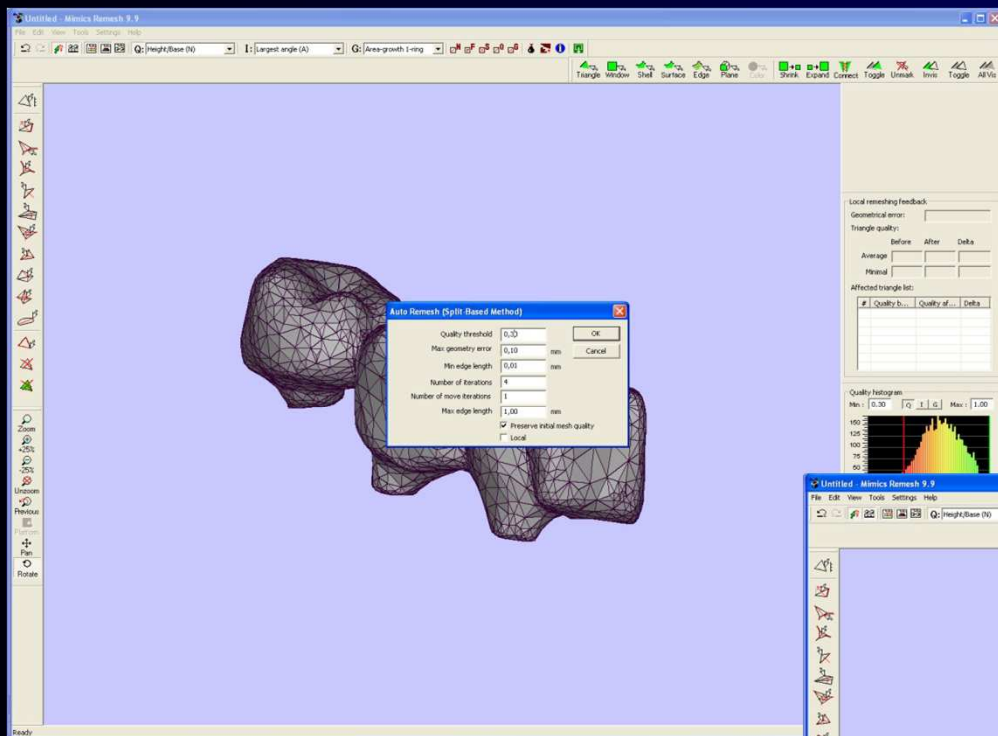 Untitled - Mimics Remesh 9.9
File Edit View Tools Settings Help
Q: Height/Base (N) I: Largest angle (A) G: Area-growth 1-ring
Triangle Window Shell Surface Edge Plane Color Shrink Expand Connect Toggle Unmark Invis Toggle All Vis
Local remeshing feedback
Geometrical error:
Triangle quality:
Before After Delta
Average
Minimal
Affected triangle list:
# Quality b... Quality af... Delta
Auto Remesh (Split-Based Method)
Quality threshold 0,30 OK
Max geometry error 0,10 mm Cancel
Min edge length 0,01 mm
Number of iterations 4
Number of move iterations 1
Max edge length 1,00 mm
Preserve initial mesh quality
Local
Quality histogram
Min : 0.30 Q I G Max : 1.00
150
125
100
75
50
Zoom
+25%
-25%
Unzoom
Previous
Pan
Rotate
Untitled - Mimics Remesh 9.9
File Edit View Tools Settings Help
Q: Height/Base (N)
Ready